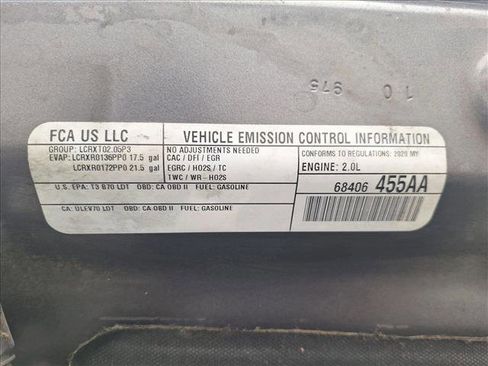 10 975
FCA US LLC
VEHICLE EMISSION CONTROL INFORMATION
GROUP: LCRXT02.05P3
EVAP: LCRXR0136PP0 17.5 gal
LCRXR0172PP0 21.5 gal
NO ADJUSTMENTS NEEDED
CAC / DFI / EGR
EGRC / HO2S / TC
TWC / WR-HO2S
CONFORMS TO REGULATIONS: 2020 MY
ENGINE: 2.0L
68406 455AA
U.S. EPA: T3 B70 LDT OBD: CA OBD II FUEL: GASOLINE
CA: ULEV70 LDT OBD: CA OBD II FUEL: GASOLINE